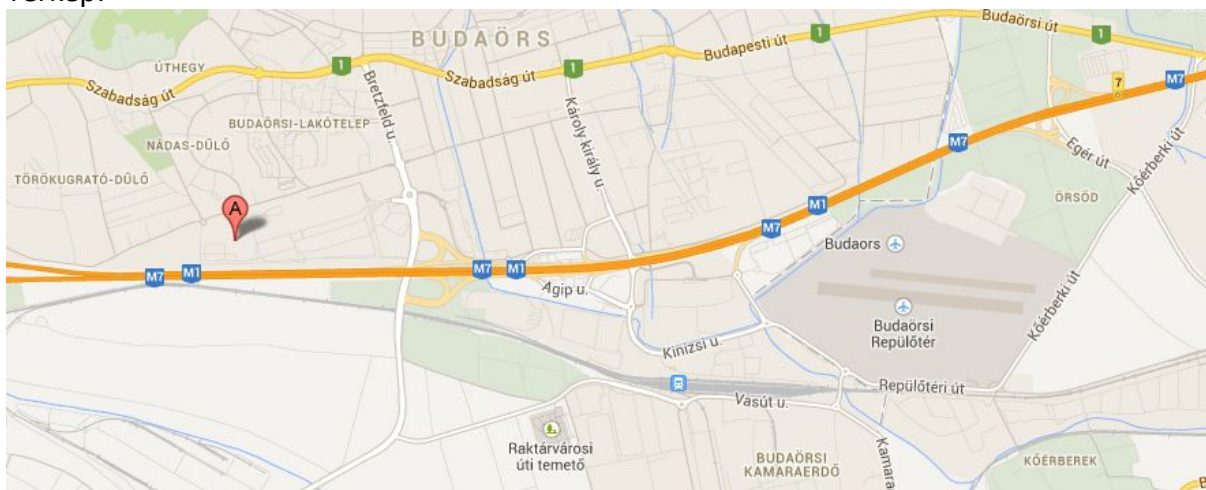 Térkép:
BUDAÖRS
Budaörsi út
1
1
Budapesti út
1
1
Szabadság út
ÚTHEGY
Szabadság út
Bretzfeld u.
Károly király u.
7
M7
BUDAÖRSI-LAKÓTELEP
NÁDAS-DŰLŐ
M7
Egér út
Kőérberki út
TÖRÖKUGRATÓ-DŰLŐ
ÖRSÖD
A
M1
M7
Budaors
M7
M1
M7
M1
Agip u.
Kőérberki út
Budaörsi
Repülőtér
Kinizsi u.
Repülőtéri út
Vasút u.
Raktárvárosi
úti temető
BUDAÖRSI
KAMARAERDŐ
KŐÉRBEREK